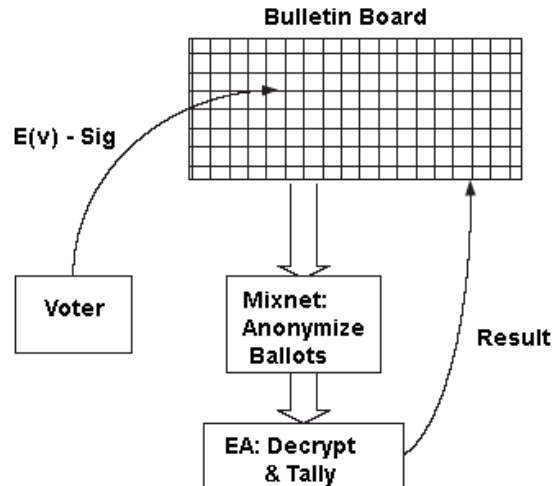 Bulletin Board
E(v) - Sig
Voter
Mixnet:
Anonymize
Ballots
Result
EA: Decrypt
& Tally